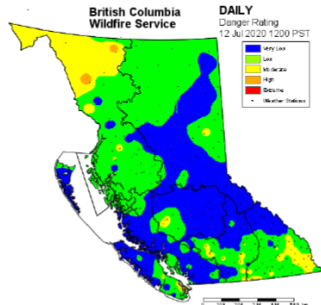 British Columbia
Wildfire Service
DAILY
Danger Rating
12 Jul 2020 1200 PST
Very Low
Low
Moderate
High
Extreme
Weather Stations